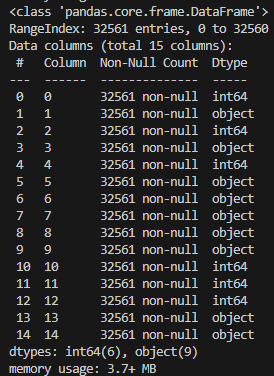 <class 'pandas.core.frame.DataFrame'>
RangeIndex: 32561 entries, 0 to 32560
Data columns (total 15 columns):
 #   Column  Non-Null Count  Dtype
---  ------  --------------  -----
 0   0       32561 non-null  int64
 1   1       32561 non-null  object
 2   2       32561 non-null  int64
 3   3       32561 non-null  object
 4   4       32561 non-null  int64
 5   5       32561 non-null  object
 6   6       32561 non-null  object
 7   7       32561 non-null  object
 8   8       32561 non-null  object
 9   9       32561 non-null  object
 10  10      32561 non-null  int64
 11  11      32561 non-null  int64
 12  12      32561 non-null  int64
 13  13      32561 non-null  object
 14  14      32561 non-null  object
dtypes: int64(6), object(9)
memory usage: 3.7+ MB